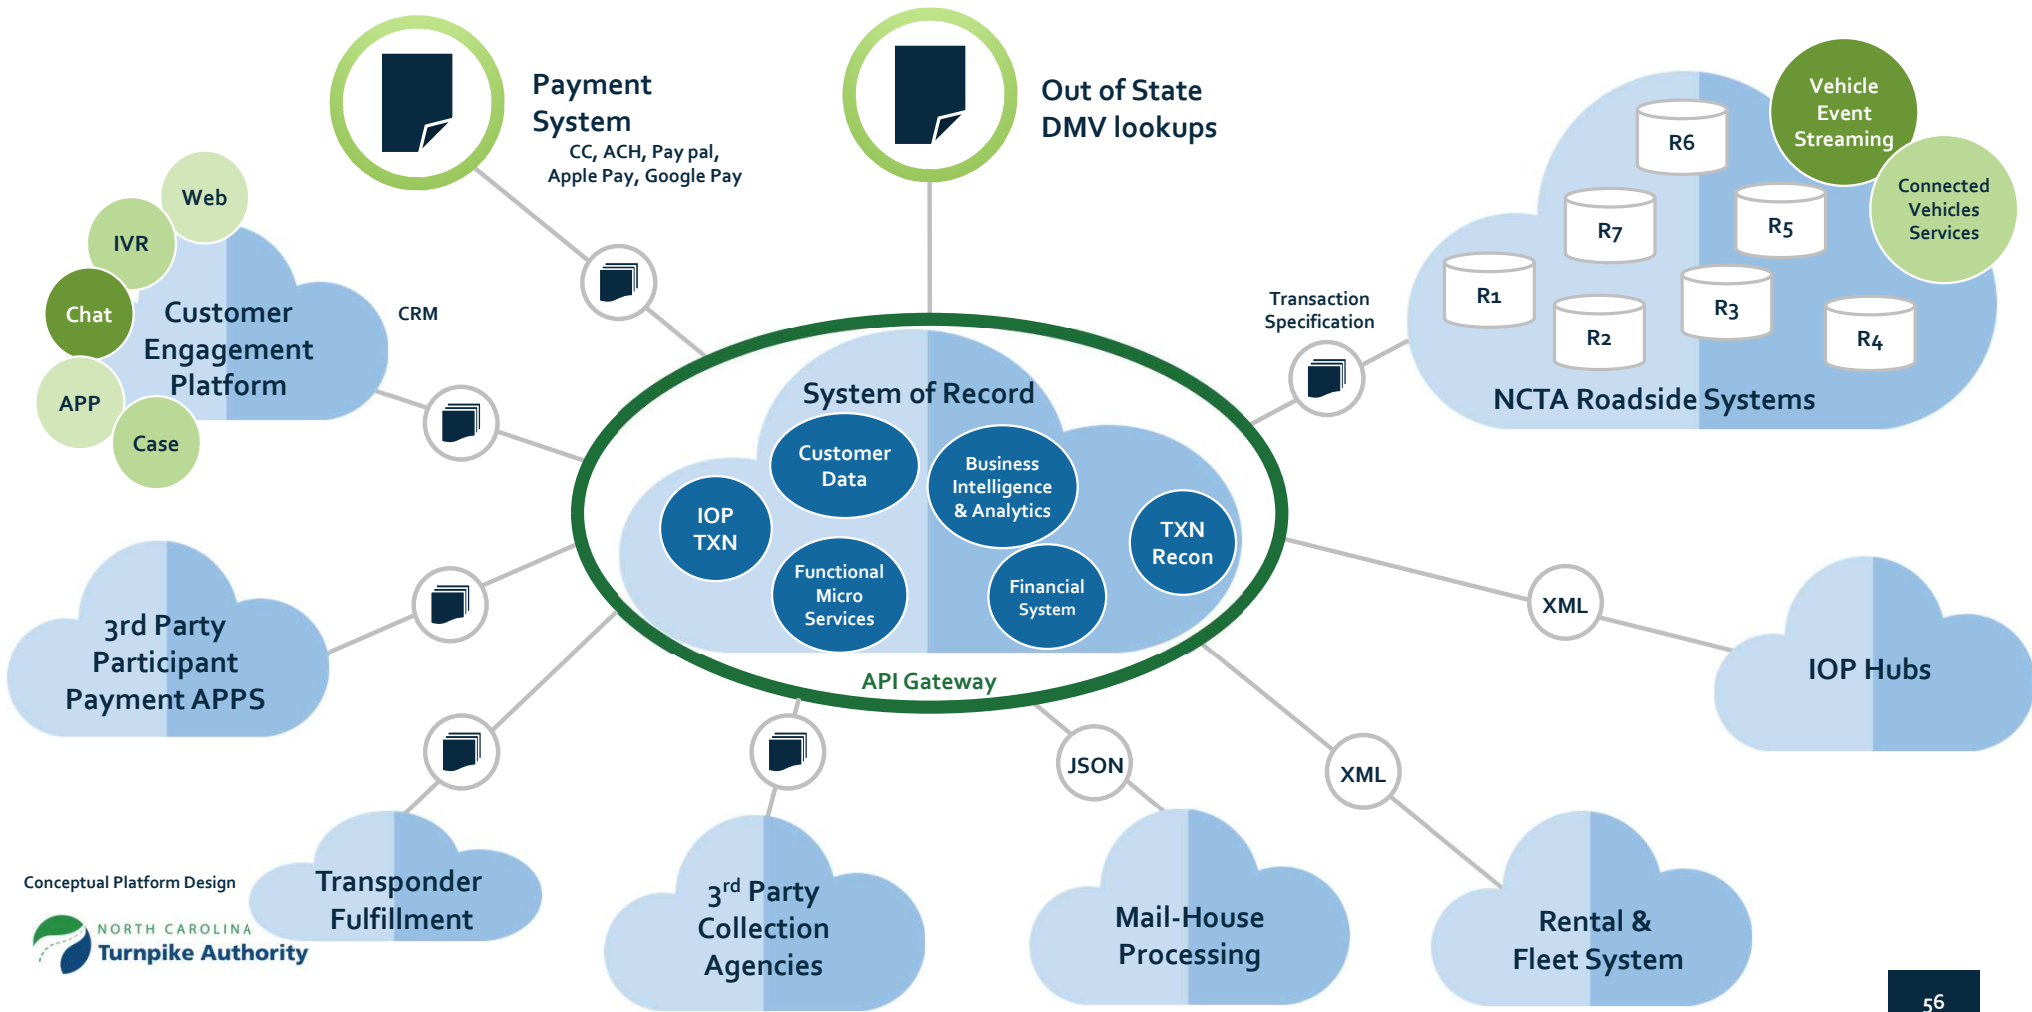 Payment
System
CC, ACH, Pay pal,
Apple Pay, Google Pay
Out of State
DMV lookups
Vehicle
Event
Streaming
Connected
Vehicles
Services
R6
R7
R5
R1
R2
R3
R4
NCTA Roadside Systems
Transaction
Specification
Web
IVR
Chat
APP
Case
Customer
Engagement
Platform
CRM
System of Record
Customer
Data
Business
Intelligence
& Analytics
IOP
TXN
TXN
Recon
Functional
Micro
Services
Financial
System
API Gateway
3rd Party
Participant
Payment APPS
XML
IOP Hubs
JSON
XML
Transponder
Fulfillment
3rd Party
Collection
Agencies
Mail-House
Processing
Rental &
Fleet System
Conceptual Platform Design
NORTH CAROLINA
Turnpike Authority
56